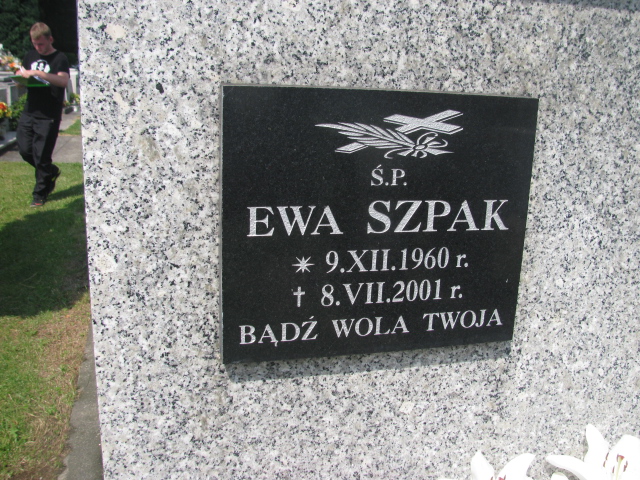 Ś.P.
EWA SZPAK
✴ 9.XII.1960 r.
† 8.VII.2001 r.
BĄDŹ WOLA TWOJA